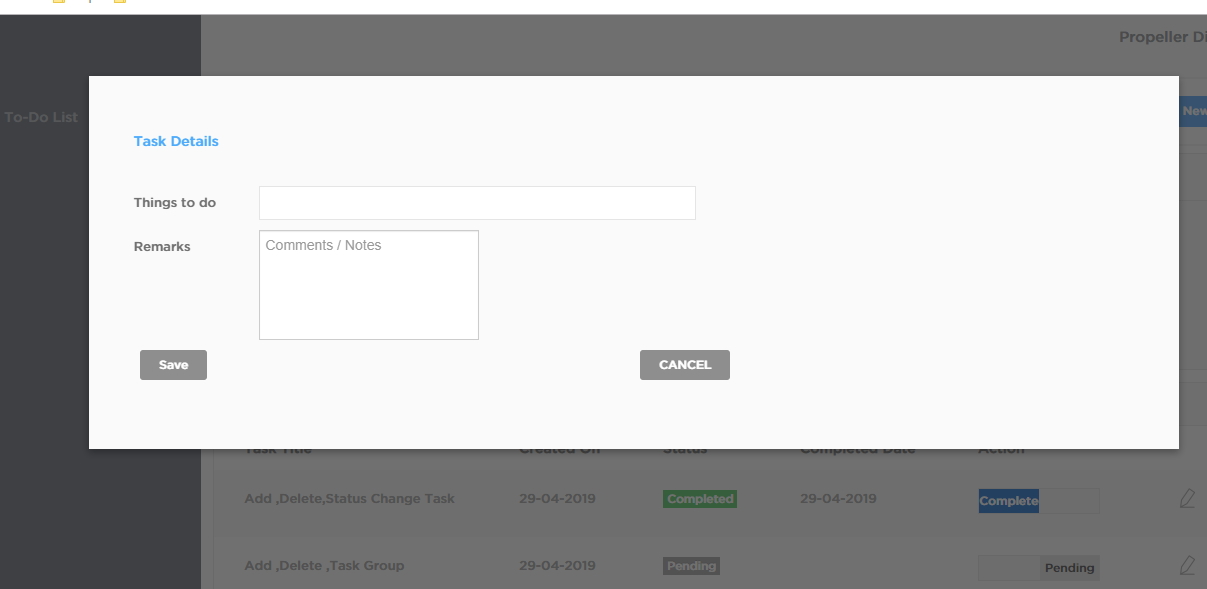 Propeller Di
To-Do List
New
Task Details
Things to do
Remarks
Comments / Notes
Save
CANCEL
Task Title Created On Status Completed Date Action
Add ,Delete,Status Change Task 29-04-2019 Completed 29-04-2019 Complete
Add ,Delete ,Task Group 29-04-2019 Pending Pending